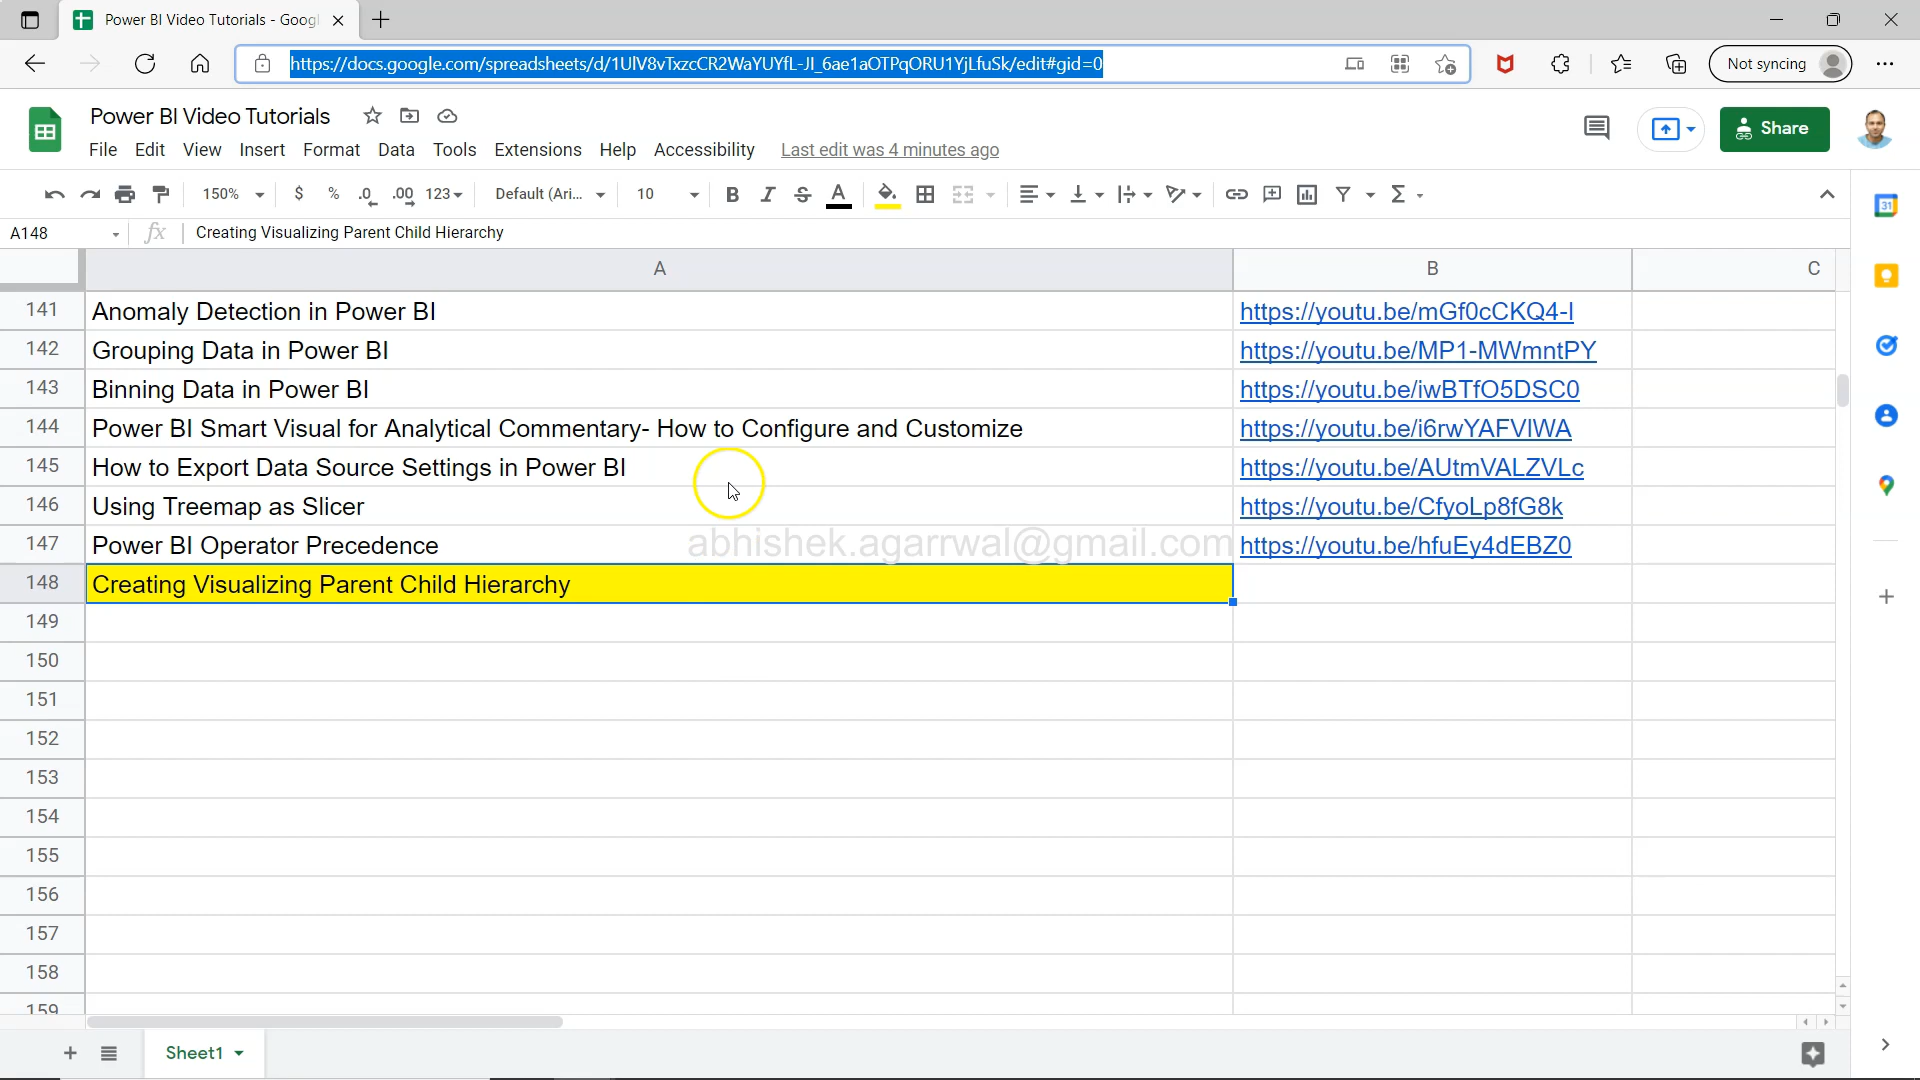 Power BI Video Tutorials - Goog
https://docs.google.com/spreadsheets/d/1UlV8vTxzcCR2WaYUYfL-Jl_6ae1aOTPqORU1YjLfuSk/edit#gid=0
Not syncing
Power BI Video Tutorials
Share
File Edit View Insert Format Data Tools Extensions Help Accessibility Last edit was 4 minutes ago
150% $ % .0 .00 123 Default (Ari... 10 B I S A Σ
31
A148 fx Creating Visualizing Parent Child Hierarchy
A B C
141 Anomaly Detection in Power BI https://youtu.be/mGf0cCKQ4-I
142 Grouping Data in Power BI https://youtu.be/MP1-MWmntPY
143 Binning Data in Power BI https://youtu.be/iwBTfO5DSC0
144 Power BI Smart Visual for Analytical Commentary- How to Configure and Customize https://youtu.be/i6rwYAFVIWA
145 How to Export Data Source Settings in Power BI https://youtu.be/AUtmVALZVLc
146 Using Treemap as Slicer https://youtu.be/CfyoLp8fG8k
147 Power BI Operator Precedence https://youtu.be/hfuEy4dEBZ0
abhishek.agarrwal@gmail.com
148 Creating Visualizing Parent Child Hierarchy
149
150
151
152
153
154
155
156
157
158
159
Sheet1